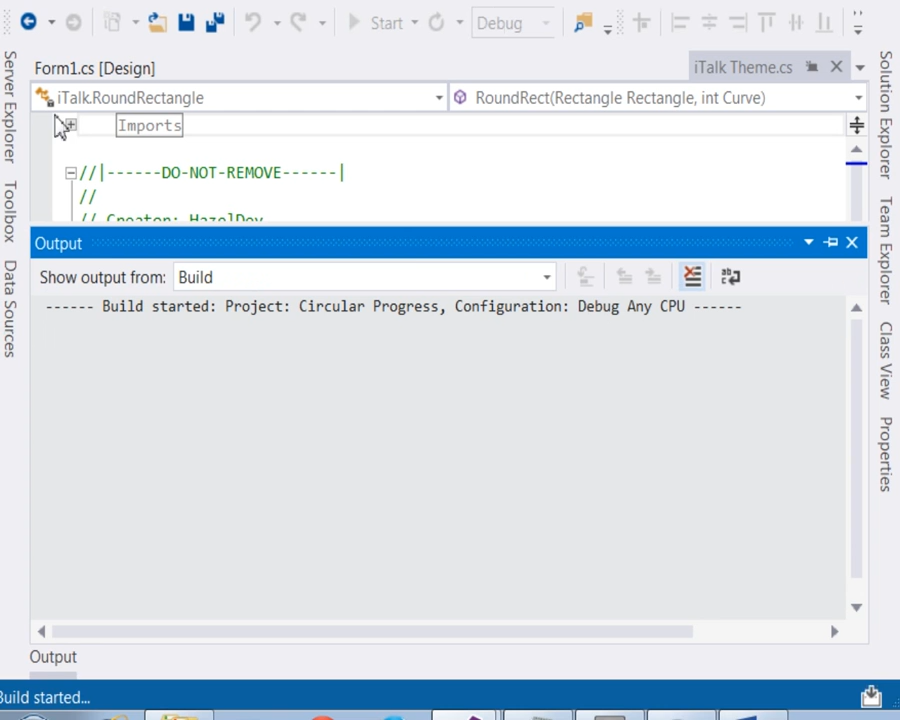 Start
Debug
Form1.cs [Design]
iTalk Theme.cs
iTalk.RoundRectangle
RoundRect(Rectangle Rectangle, int Curve)
Imports
//|------DO-NOT-REMOVE------|
//
// Creator: HazelDev
Output
Show output from:
Build
------ Build started: Project: Circular Progress, Configuration: Debug Any CPU ------
Output
Build started...
Server Explorer
Toolbox
Data Sources
Solution Explorer
Team Explorer
Class View
Properties